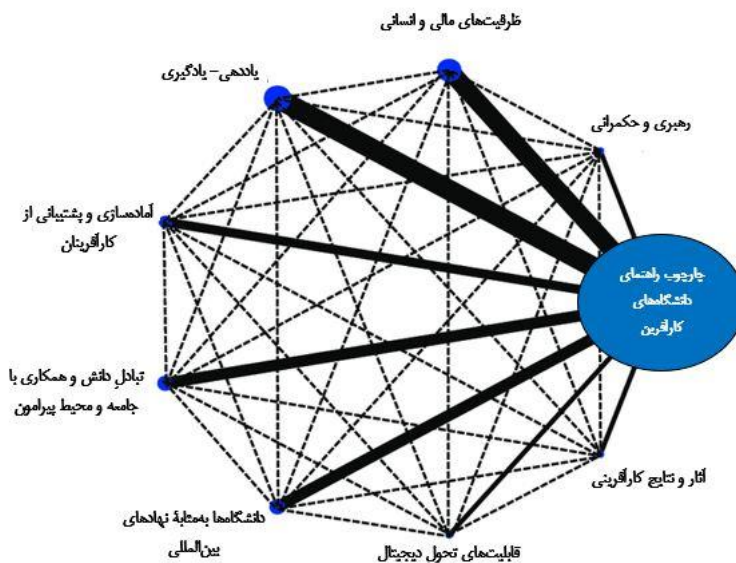 ظرفیت‌های مالی و انسانی
یاددهی- یادگیری
رهبری و حکمرانی
آماده‌سازی و پشتیبانی از
کارآفرینان
چارچوب راهنمای
دانشگاه‌های
کارآفرین
تبادلِ دانش و همکاری با
جامعه و محیط پیرامون
آثار و نتایج کارآفرینی
دانشگاه‌ها به‌مثابۀ نهادهای
بین‌المللی
قابلیت‌های تحول دیجیتال